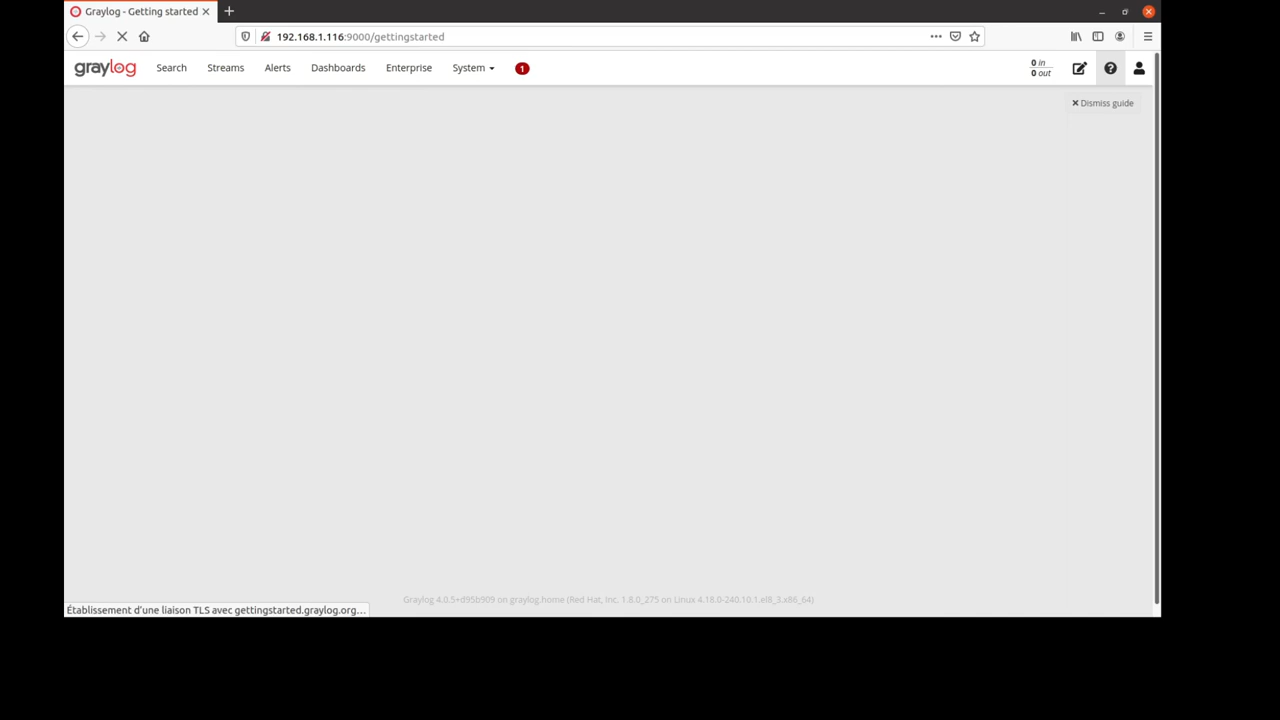 Graylog - Getting started
192.168.1.116:9000/gettingstarted
graylog Search Streams Alerts Dashboards Enterprise System 1 0 in
0 out
Dismiss guide
Graylog 4.0.5+d95b909 on graylog.home (Red Hat, Inc. 1.8.0_275 on Linux 4.18.0-240.10.1.el8_3.x86_64)
Établissement d'une liaison TLS avec gettingstarted.graylog.org…